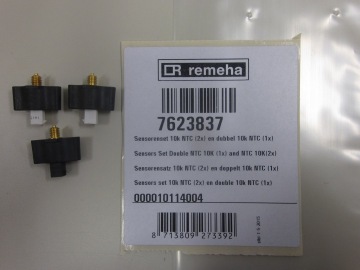 remeha
7623837
Sensorenset 10k NTC (2x) en dubbel 10k NTC (1x)
Sensors Set Double NTC 10K (1x) and NTC 10K(2x)
Sensorensatz 10k NTC (2x) en doppelt 10k NTC (1x)
Sensors set 10k NTC (2x) en double 10k NTC (1x)
000010114004
8 713809 273392